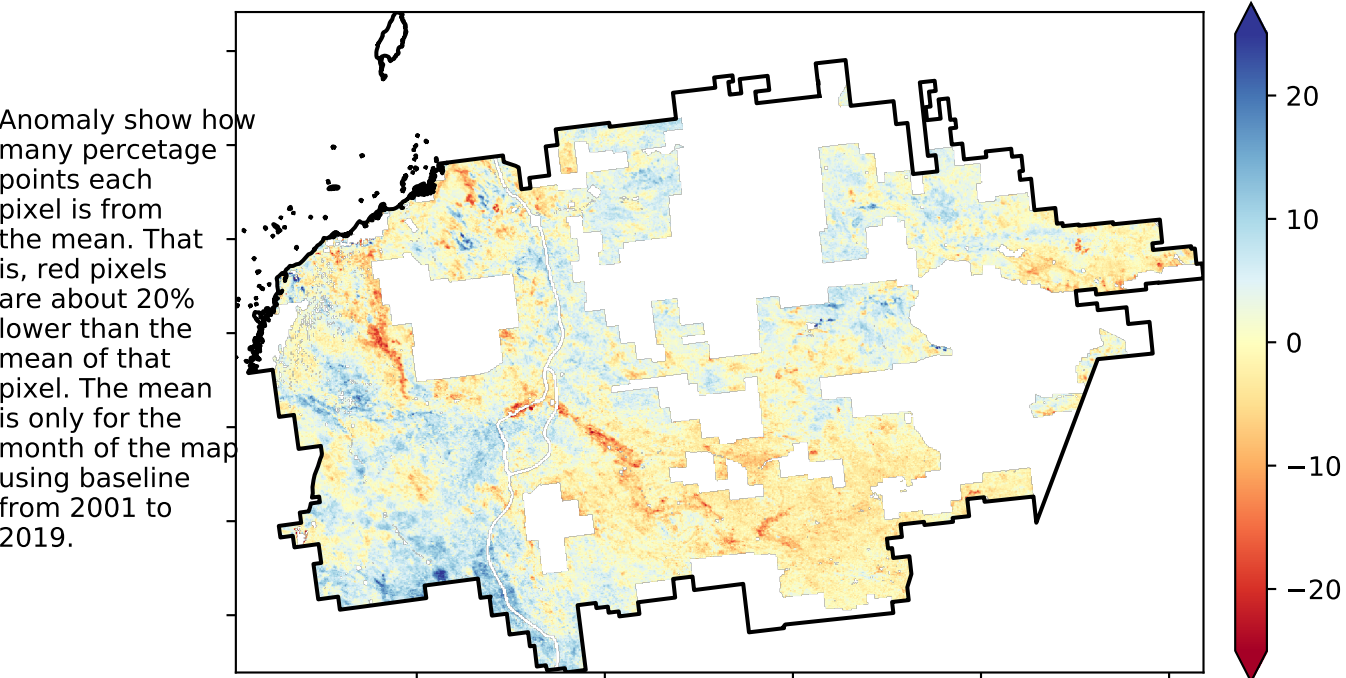 Anomaly show how
many percetage
points each
pixel is from
the mean. That
is, red pixels
are about 20%
lower than the
mean of that
pixel. The mean
is only for the
month of the map
using baseline
from 2001 to
2019.
20
10
0
−10
−20